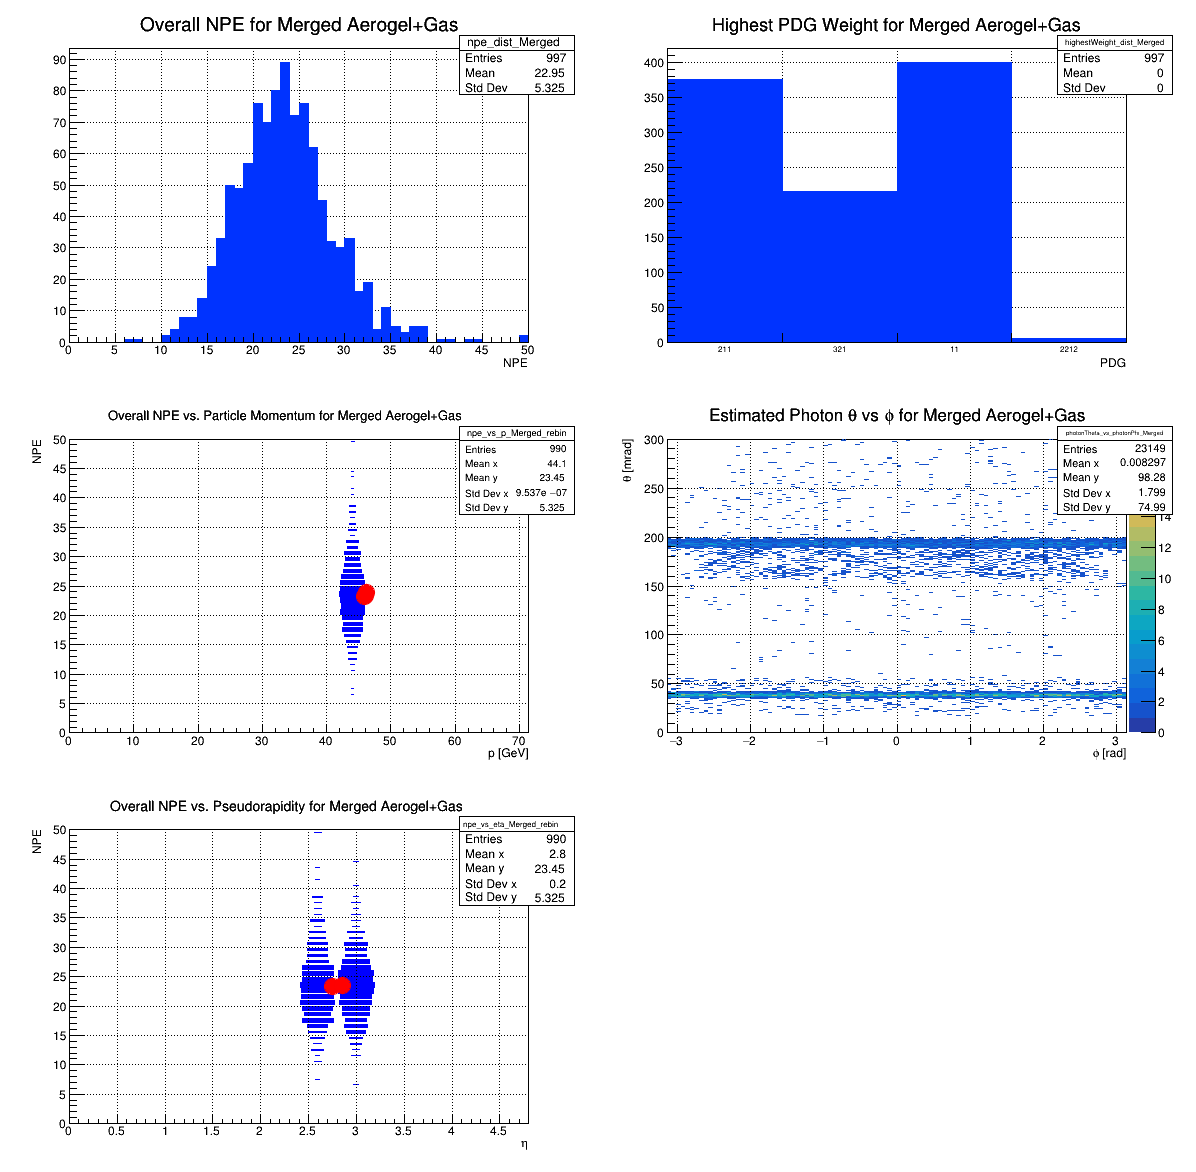 Overall NPE for Merged Aerogel+Gas
npe_dist_Merged
Entries 997
Mean 22.95
Std Dev 5.325
90
80
70
60
50
40
30
20
10
0
0 5 10 15 20 25 30 35 40 45 50
NPE
Highest PDG Weight for Merged Aerogel+Gas
highestWeight_dist_Merged
Entries 997
Mean 0
Std Dev 0
400
350
300
250
200
150
100
50
0
211 321 11 2212
PDG
Overall NPE vs. Particle Momentum for Merged Aerogel+Gas
npe_vs_p_Merged_rebin
Entries 990
Mean x 44.1
Mean y 23.45
Std Dev x 9.537e −07
Std Dev y 5.325
NPE
50
45
40
35
30
25
20
15
10
5
0
0 10 20 30 40 50 60 70
p [GeV]
Estimated Photon θ vs ϕ for Merged Aerogel+Gas
photonTheta_vs_photonPhi_Merged
Entries 23149
Mean x 0.008297
Mean y 98.28
Std Dev x 1.799
Std Dev y 74.99
θ [mrad]
300
250
200
150
100
50
0
−3 −2 −1 0 1 2 3
ϕ [rad]
14
12
10
8
6
4
2
0
Overall NPE vs. Pseudorapidity for Merged Aerogel+Gas
npe_vs_eta_Merged_rebin
Entries 990
Mean x 2.8
Mean y 23.45
Std Dev x 0.2
Std Dev y 5.325
NPE
50
45
40
35
30
25
20
15
10
5
0
0 0.5 1 1.5 2 2.5 3 3.5 4 4.5
η